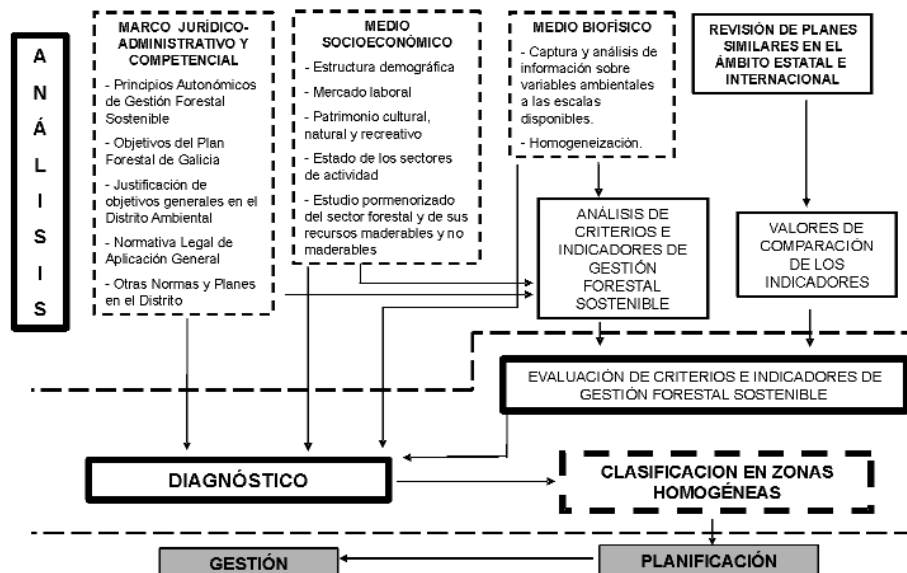 A
N
Á
L
I
S
I
S
MARCO JURÍDICO-
ADMINISTRATIVO Y
COMPETENCIAL
- Principios Autonómicos
de Gestión Forestal
Sostenible
- Objetivos del Plan
Forestal de Galicia
- Justificación de
objetivos generales en el
Distrito Ambiental
- Normativa Legal de
Aplicación General
- Otras Normas y Planes
en el Distrito
MEDIO
SOCIOECONÓMICO
- Estructura demográfica
- Mercado laboral
- Patrimonio cultural,
natural y recreativo
- Estado de los sectores
de actividad
- Estudio pormenorizado
del sector forestal y de sus
recursos maderables y no
maderables
MEDIO BIOFÍSICO
- Captura y análisis de
información sobre
variables ambientales
a las escalas
disponibles.
- Homogeneización.
REVISIÓN DE PLANES
SIMILARES EN EL
ÁMBITO ESTATAL E
INTERNACIONAL
ANÁLISIS DE
CRITERIOS E
INDICADORES DE
GESTIÓN
FORESTAL
SOSTENIBLE
VALORES DE
COMPARACIÓN
DE LOS
INDICADORES
EVALUACIÓN DE CRITERIOS E INDICADORES DE
GESTIÓN FORESTAL SOSTENIBLE
DIAGNÓSTICO
CLASIFICACION EN ZONAS
HOMOGÉNEAS
GESTIÓN
PLANIFICACIÓN